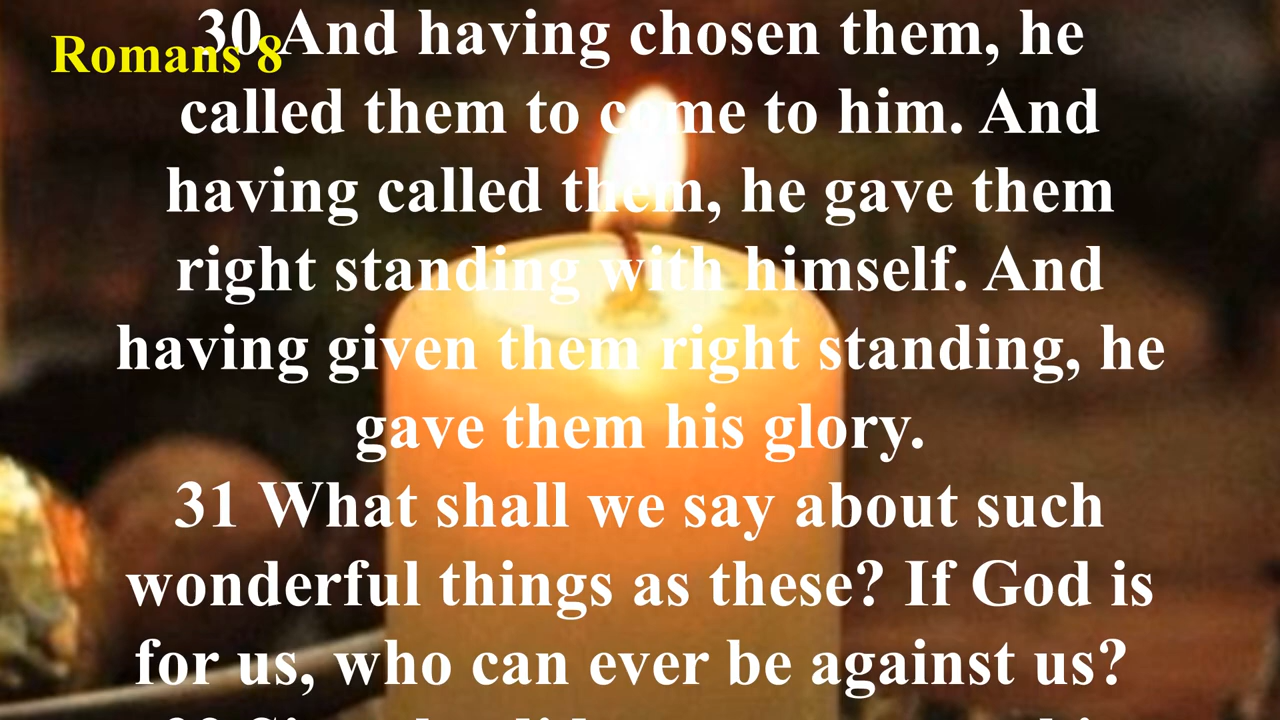 Romans 8
30 And having chosen them, he
called them to come to him. And
having called them, he gave them
right standing with himself. And
having given them right standing, he
gave them his glory.
31 What shall we say about such
wonderful things as these? If God is
for us, who can ever be against us?